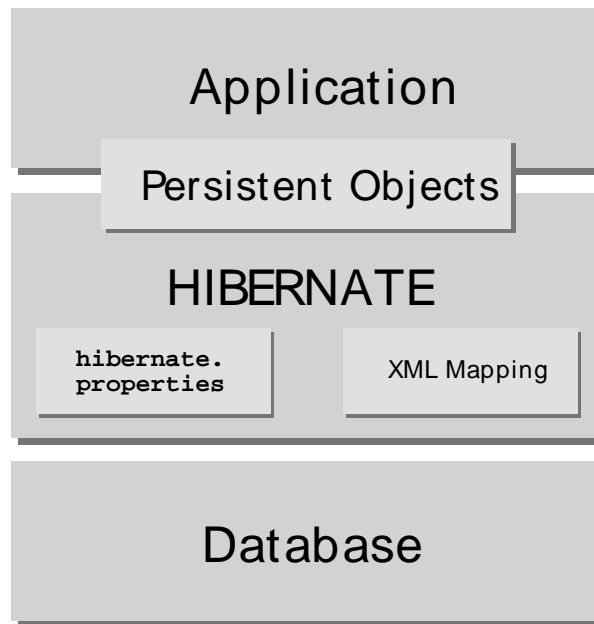 Application
Persistent Objects
HIBERNATE
hibernate.
properties
XML Mapping
Database